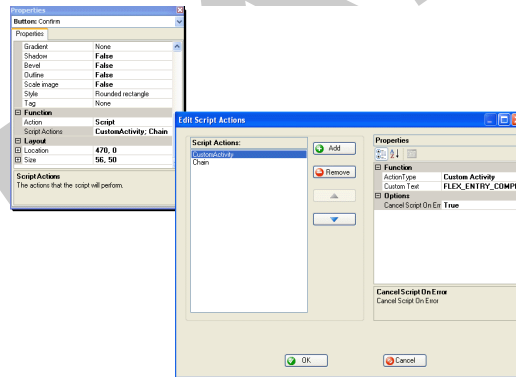 Properties
Button: Confirm
Properties
Gradient None
Shadow False
Bevel False
Outline False
Scale image False
Style Rounded rectangle
Tag None
Function
Action Script
Script Actions CustomActivity; Chain
Layout
Location 470, 0
Size 56, 50
Script Actions
The actions that the script will perform.
Edit Script Actions
Script Actions:
CustomActivity
Chain
Add
Remove
Properties
Function
ActionType Custom Activity
Custom Text FLEX_ENTRY_COMPL
Options
Cancel Script On Err True
Cancel Script On Error
Cancel Script On Error
OK
Cancel